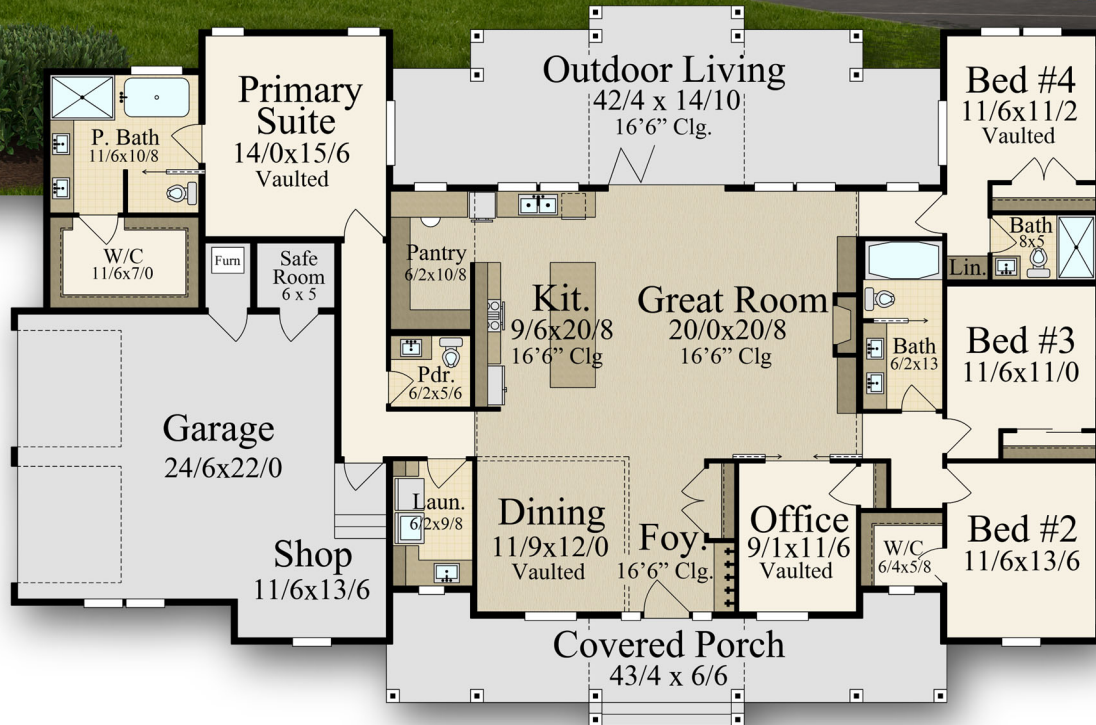 Primary
Suite
14/0x15/6
Vaulted
P. Bath
11/6x10/8
W/C
11/6x7/0
Furn
Safe
Room
6 x 5
Outdoor Living
42/4 x 14/10
16'6" Clg.
Bed #4
11/6x11/2
Vaulted
Bath
8x5
Lin.
Pantry
6/2x10/8
Kit.
9/6x20/8
16'6" Clg
Great Room
20/0x20/8
16'6" Clg
Bath
6/2x13
Bed #3
11/6x11/0
Pdr.
6/2x5/6
Garage
24/6x22/0
Shop
11/6x13/6
Laun.
6/2x9/8
Dining
11/9x12/0
Vaulted
Foy.
16'6" Clg.
Office
9/1x11/6
Vaulted
W/C
6/4x5/8
Bed #2
11/6x13/6
Covered Porch
43/4 x 6/6